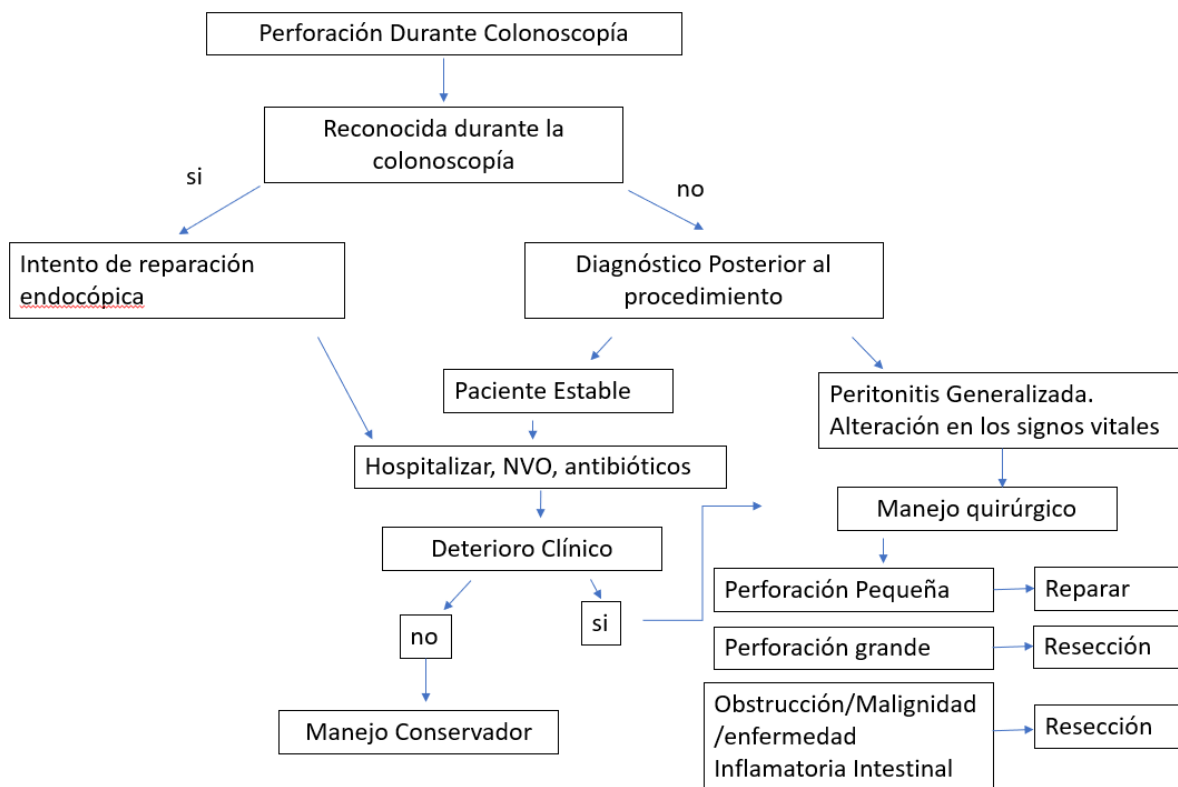 Perforación Durante Colonoscopía
Reconocida durante la
colonoscopía
si
no
Intento de reparación
endocópica
Diagnóstico Posterior al
procedimiento
Paciente Estable
Peritonitis Generalizada.
Alteración en los signos vitales
Hospitalizar, NVO, antibióticos
Manejo quirúrgico
Deterioro Clínico
no
si
Perforación Pequeña
Reparar
Perforación grande
Resección
Manejo Conservador
Obstrucción/Malignidad
/enfermedad
Inflamatoria Intestinal
Resección